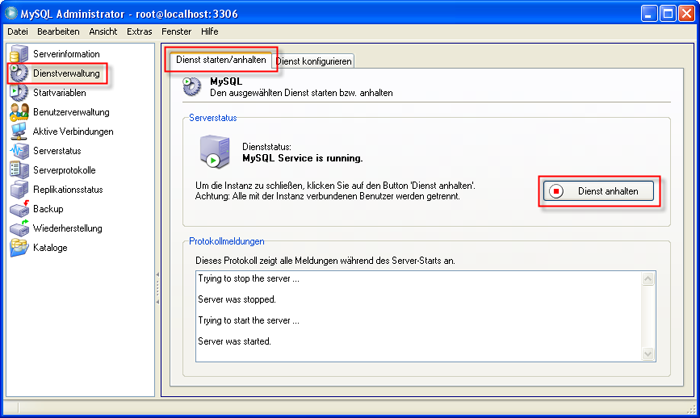 MySQL Administrator - root@localhost:3306
Datei Bearbeiten Ansicht Extras Fenster Hilfe
Serverinformation
Dienstverwaltung
Startvariablen
Benutzerverwaltung
Aktive Verbindungen
Serverstatus
Serverprotokolle
Replikationsstatus
Backup
Wiederherstellung
Kataloge
Dienst starten/anhalten Dienst konfigurieren
MySQL
Den ausgewählten Dienst starten bzw. anhalten
Serverstatus
Dienststatus:
MySQL Service is running.
Um die Instanz zu schließen, klicken Sie auf den Button 'Dienst anhalten'.
Achtung: Alle mit der Instanz verbundenen Benutzer werden getrennt.
Dienst anhalten
Protokollmeldungen
Dieses Protokoll zeigt alle Meldungen während des Server-Starts an.
Trying to stop the server ...
Server was stopped.
Trying to start the server ...
Server was started.